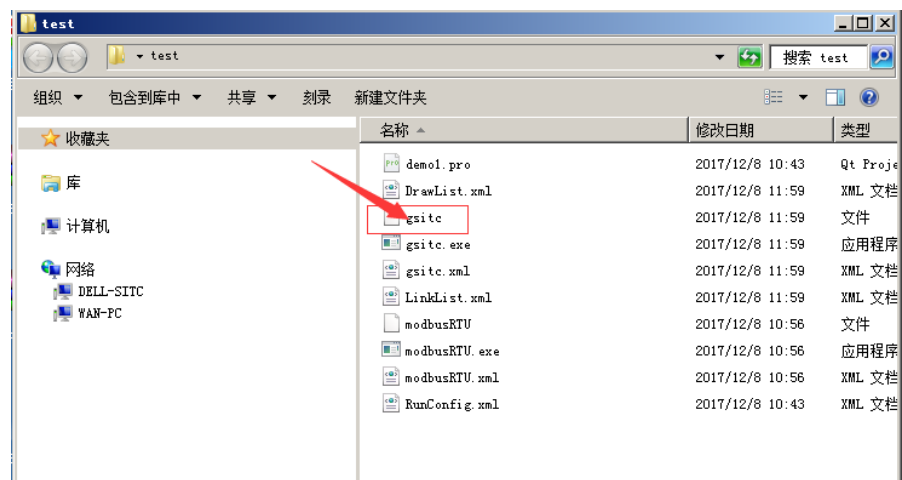 test
test
搜索 test
组织 包含到库中 共享 刻录 新建文件夹
收藏夹
库
计算机
网络
DELL-SITC
WAN-PC
名称 修改日期 类型
demo1.pro 2017/12/8 10:43 Qt Proje
DrawList.xml 2017/12/8 11:59 XML 文档
gsitc 2017/12/8 11:59 文件
gsitc.exe 2017/12/8 11:59 应用程序
gsitc.xml 2017/12/8 11:59 XML 文档
LinkList.xml 2017/12/8 11:59 XML 文档
modbusRTU 2017/12/8 10:56 文件
modbusRTU.exe 2017/12/8 10:56 应用程序
modbusRTU.xml 2017/12/8 10:56 XML 文档
RunConfig.xml 2017/12/8 10:43 XML 文档